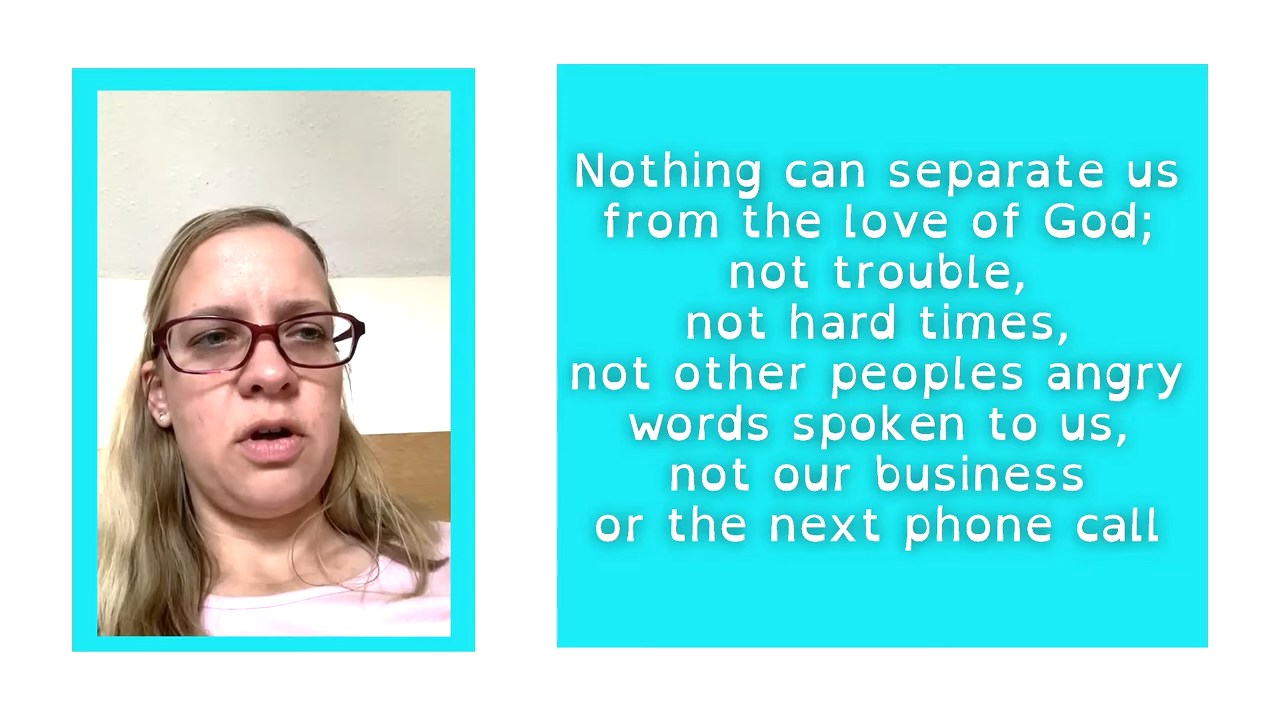 Nothing can separate us
from the love of God;
not trouble,
not hard times,
not other peoples angry
words spoken to us,
not our business
or the next phone call